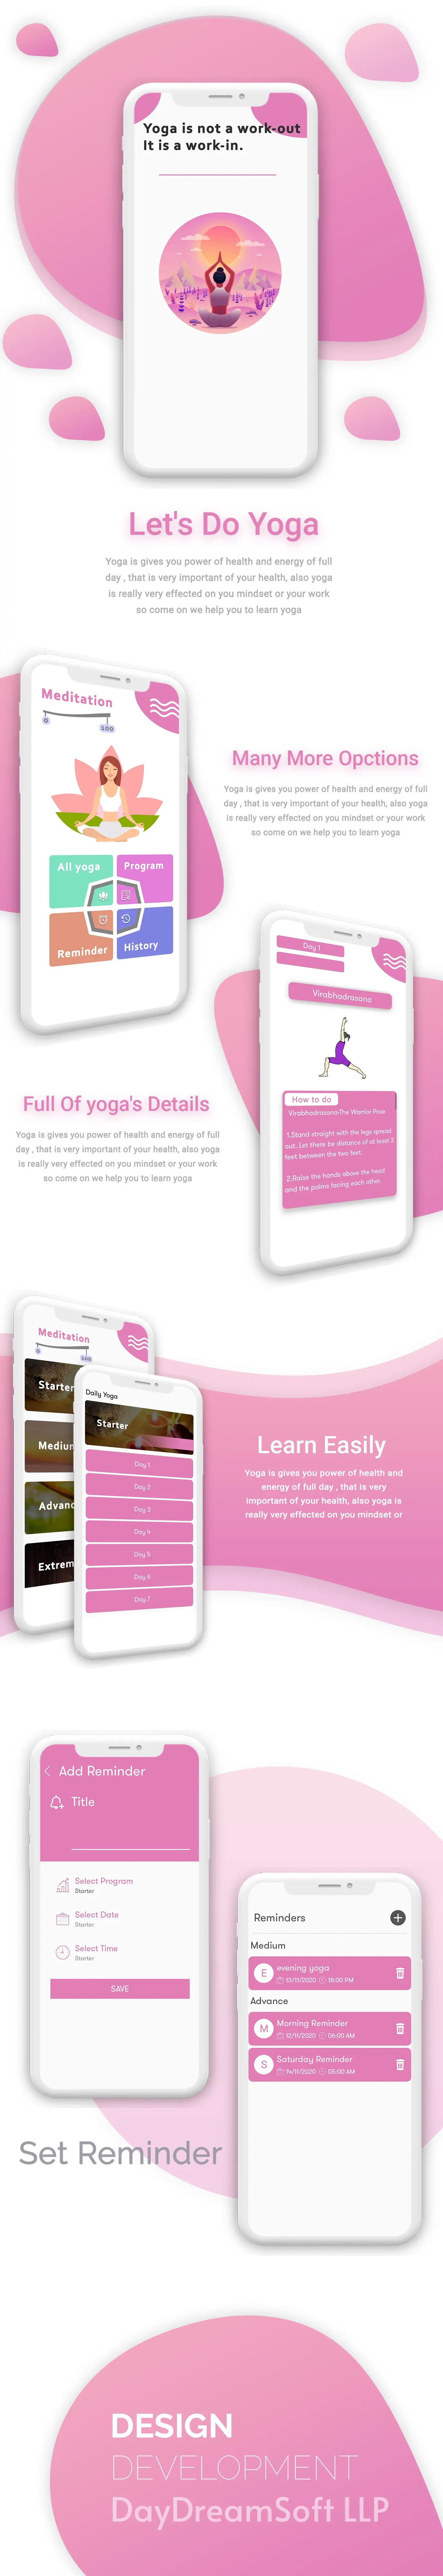 Yoga is not a work-out
It is a work-in.
Let's Do Yoga
Yoga is gives you power of health and energy of full
day , that is very important of your health, also yoga
is really very effected on you mindset or your work
so come on we help you to learn yoga
Meditation
0
100
All yoga
Program
Reminder
History
Many More Opctions
Yoga is gives you power of health and energy of full
day , that is very important of your health, also yoga
is really very effected on you mindset or your work
so come on we help you to learn yoga
Day 1
Virabhadrasana
How to do
Virabhadrasana-The Warrior Pose
1.Stand straight with the legs spread
out. Let there be distance of at least 3
feet between the two feet.
2.Raise the hands above the head
and the palms facing each other.
Full Of yoga's Details
Yoga is gives you power of health and energy of full
day , that is very important of your health, also yoga
is really very effected on you mindset or your work
so come on we help you to learn yoga
Meditation
0
100
Starter
Medium
Advanc
Extrem
Daily Yoga
Starter
Day 1
Day 2
Day 3
Day 4
Day 5
Day 6
Day 7
Learn Easily
Yoga is gives you power of health and
energy of full day , that is very
important of your health, also yoga is
really very effected on you mindset or
Add Reminder
Title
Select Program
Starter
Select Date
Starter
Select Time
Starter
SAVE
Reminders
Medium
E
evening yoga
13/11/2020 18:00 PM
Advance
M
Morning Reminder
12/11/2020 06:00 AM
S
Saturday Reminder
14/11/2020 05:00 AM
Set Reminder
DESIGN
DEVELOPMENT
DayDreamSoft LLP